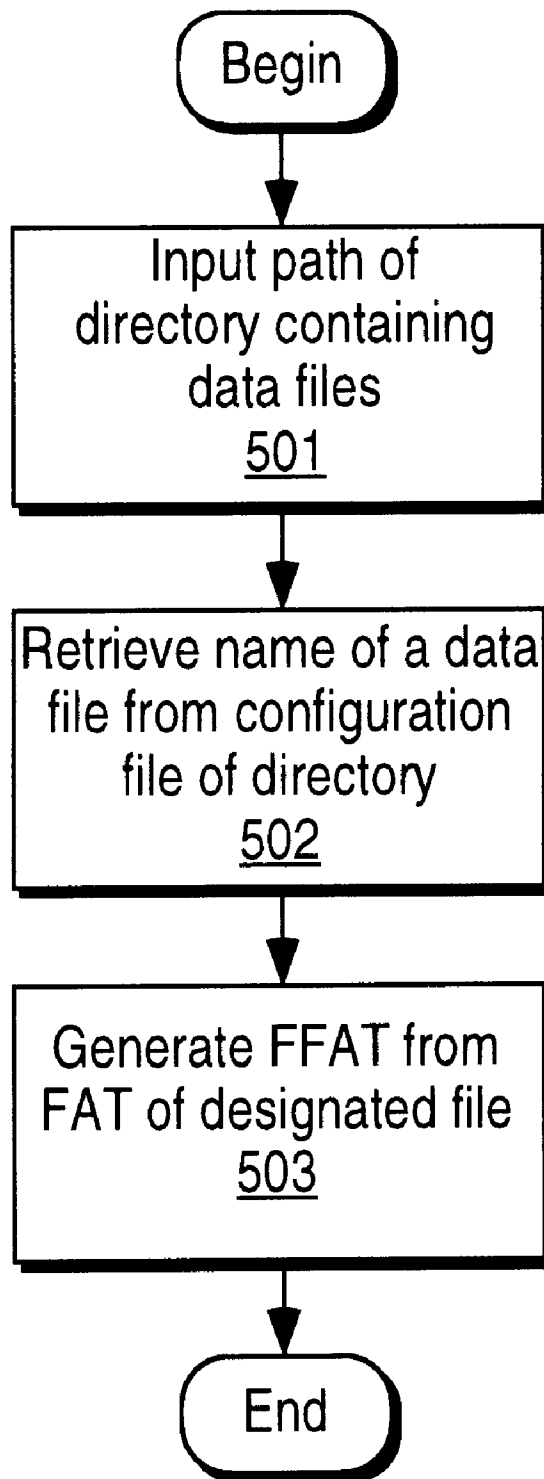 Begin
Input path of
directory containing
data files
501
Retrieve name of a data
file from configuration
file of directory
502
Generate FFAT from
FAT of designated file
503
End